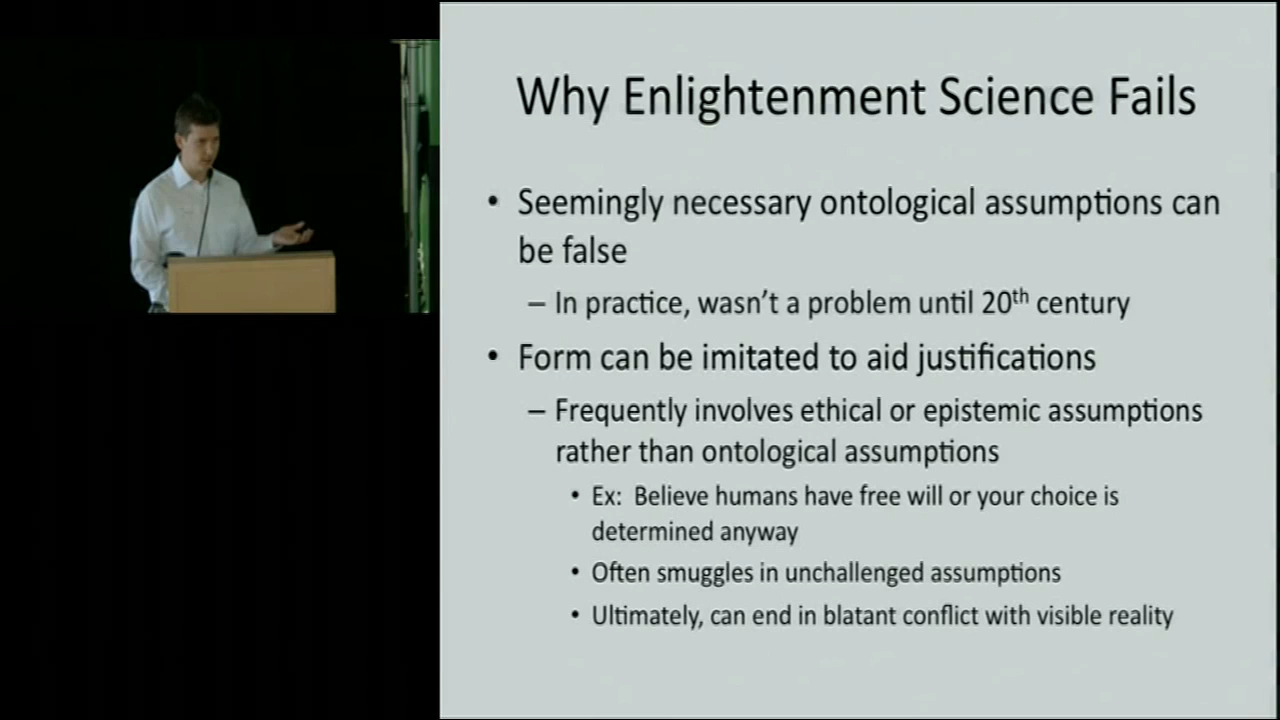 Why Enlightenment Science Fails
• Seemingly necessary ontological assumptions can
be false
– In practice, wasn't a problem until 20th century
• Form can be imitated to aid justifications
– Frequently involves ethical or epistemic assumptions
rather than ontological assumptions
• Ex: Believe humans have free will or your choice is
determined anyway
• Often smuggles in unchallenged assumptions
• Ultimately, can end in blatant conflict with visible reality